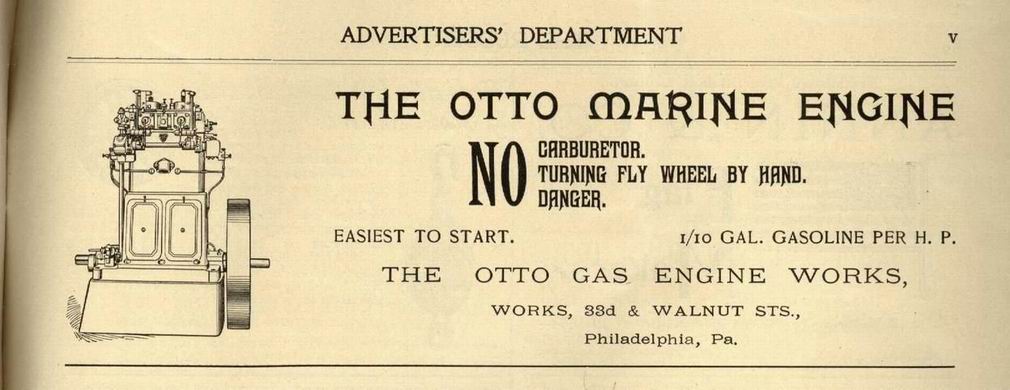 ADVERTISERS' DEPARTMENT v
THE OTTO MARINE ENGINE
NO CARBURETOR.
TURNING FLY WHEEL BY HAND.
DANGER.
EASIEST TO START. 1/10 GAL. GASOLINE PER H. P.
THE OTTO GAS ENGINE WORKS,
WORKS, 33d & WALNUT STS.,
Philadelphia, Pa.